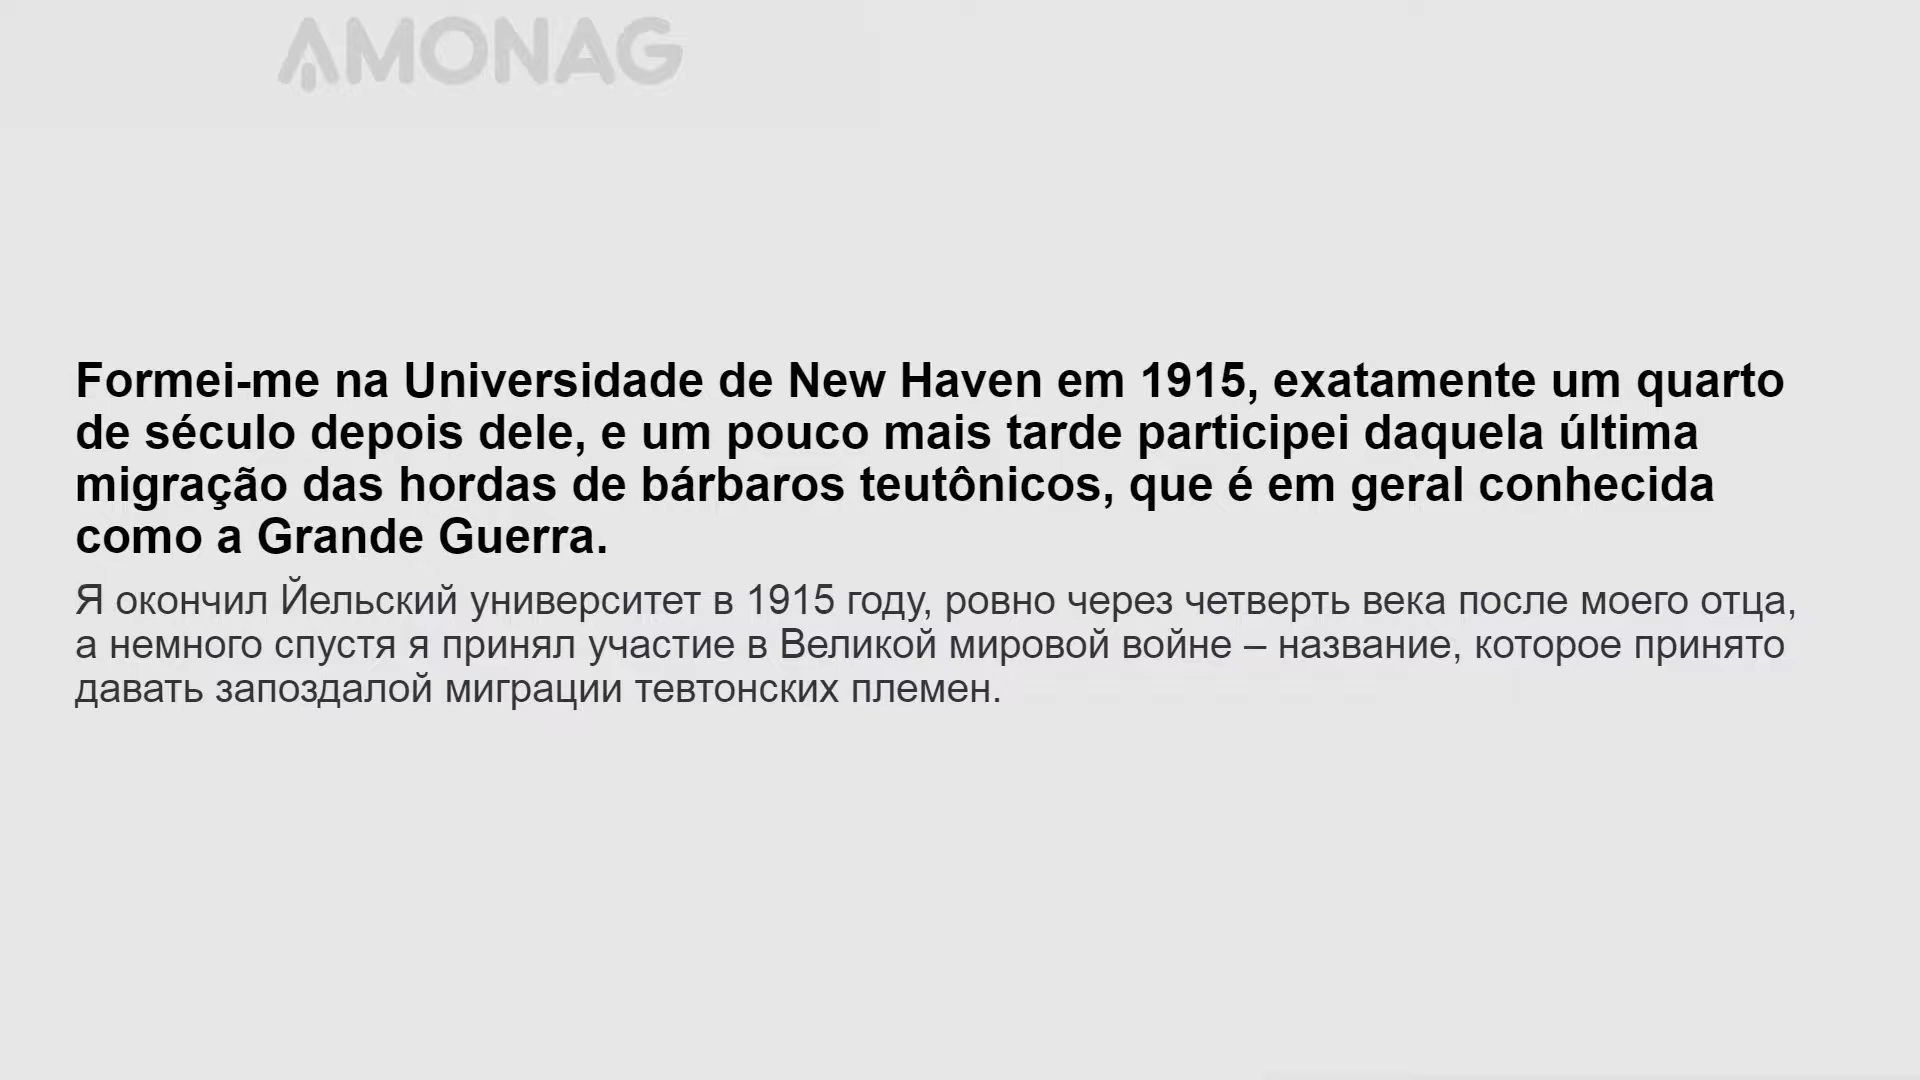 AMONAG
Formei-me na Universidade de New Haven em 1915, exatamente um quarto
de século depois dele, e um pouco mais tarde participei daquela última
migração das hordas de bárbaros teutônicos, que é em geral conhecida
como a Grande Guerra.
Я окончил Йельский университет в 1915 году, ровно через четверть века после моего отца,
а немного спустя я принял участие в Великой мировой войне – название, которое принято
давать запоздалой миграции тевтонских племен.